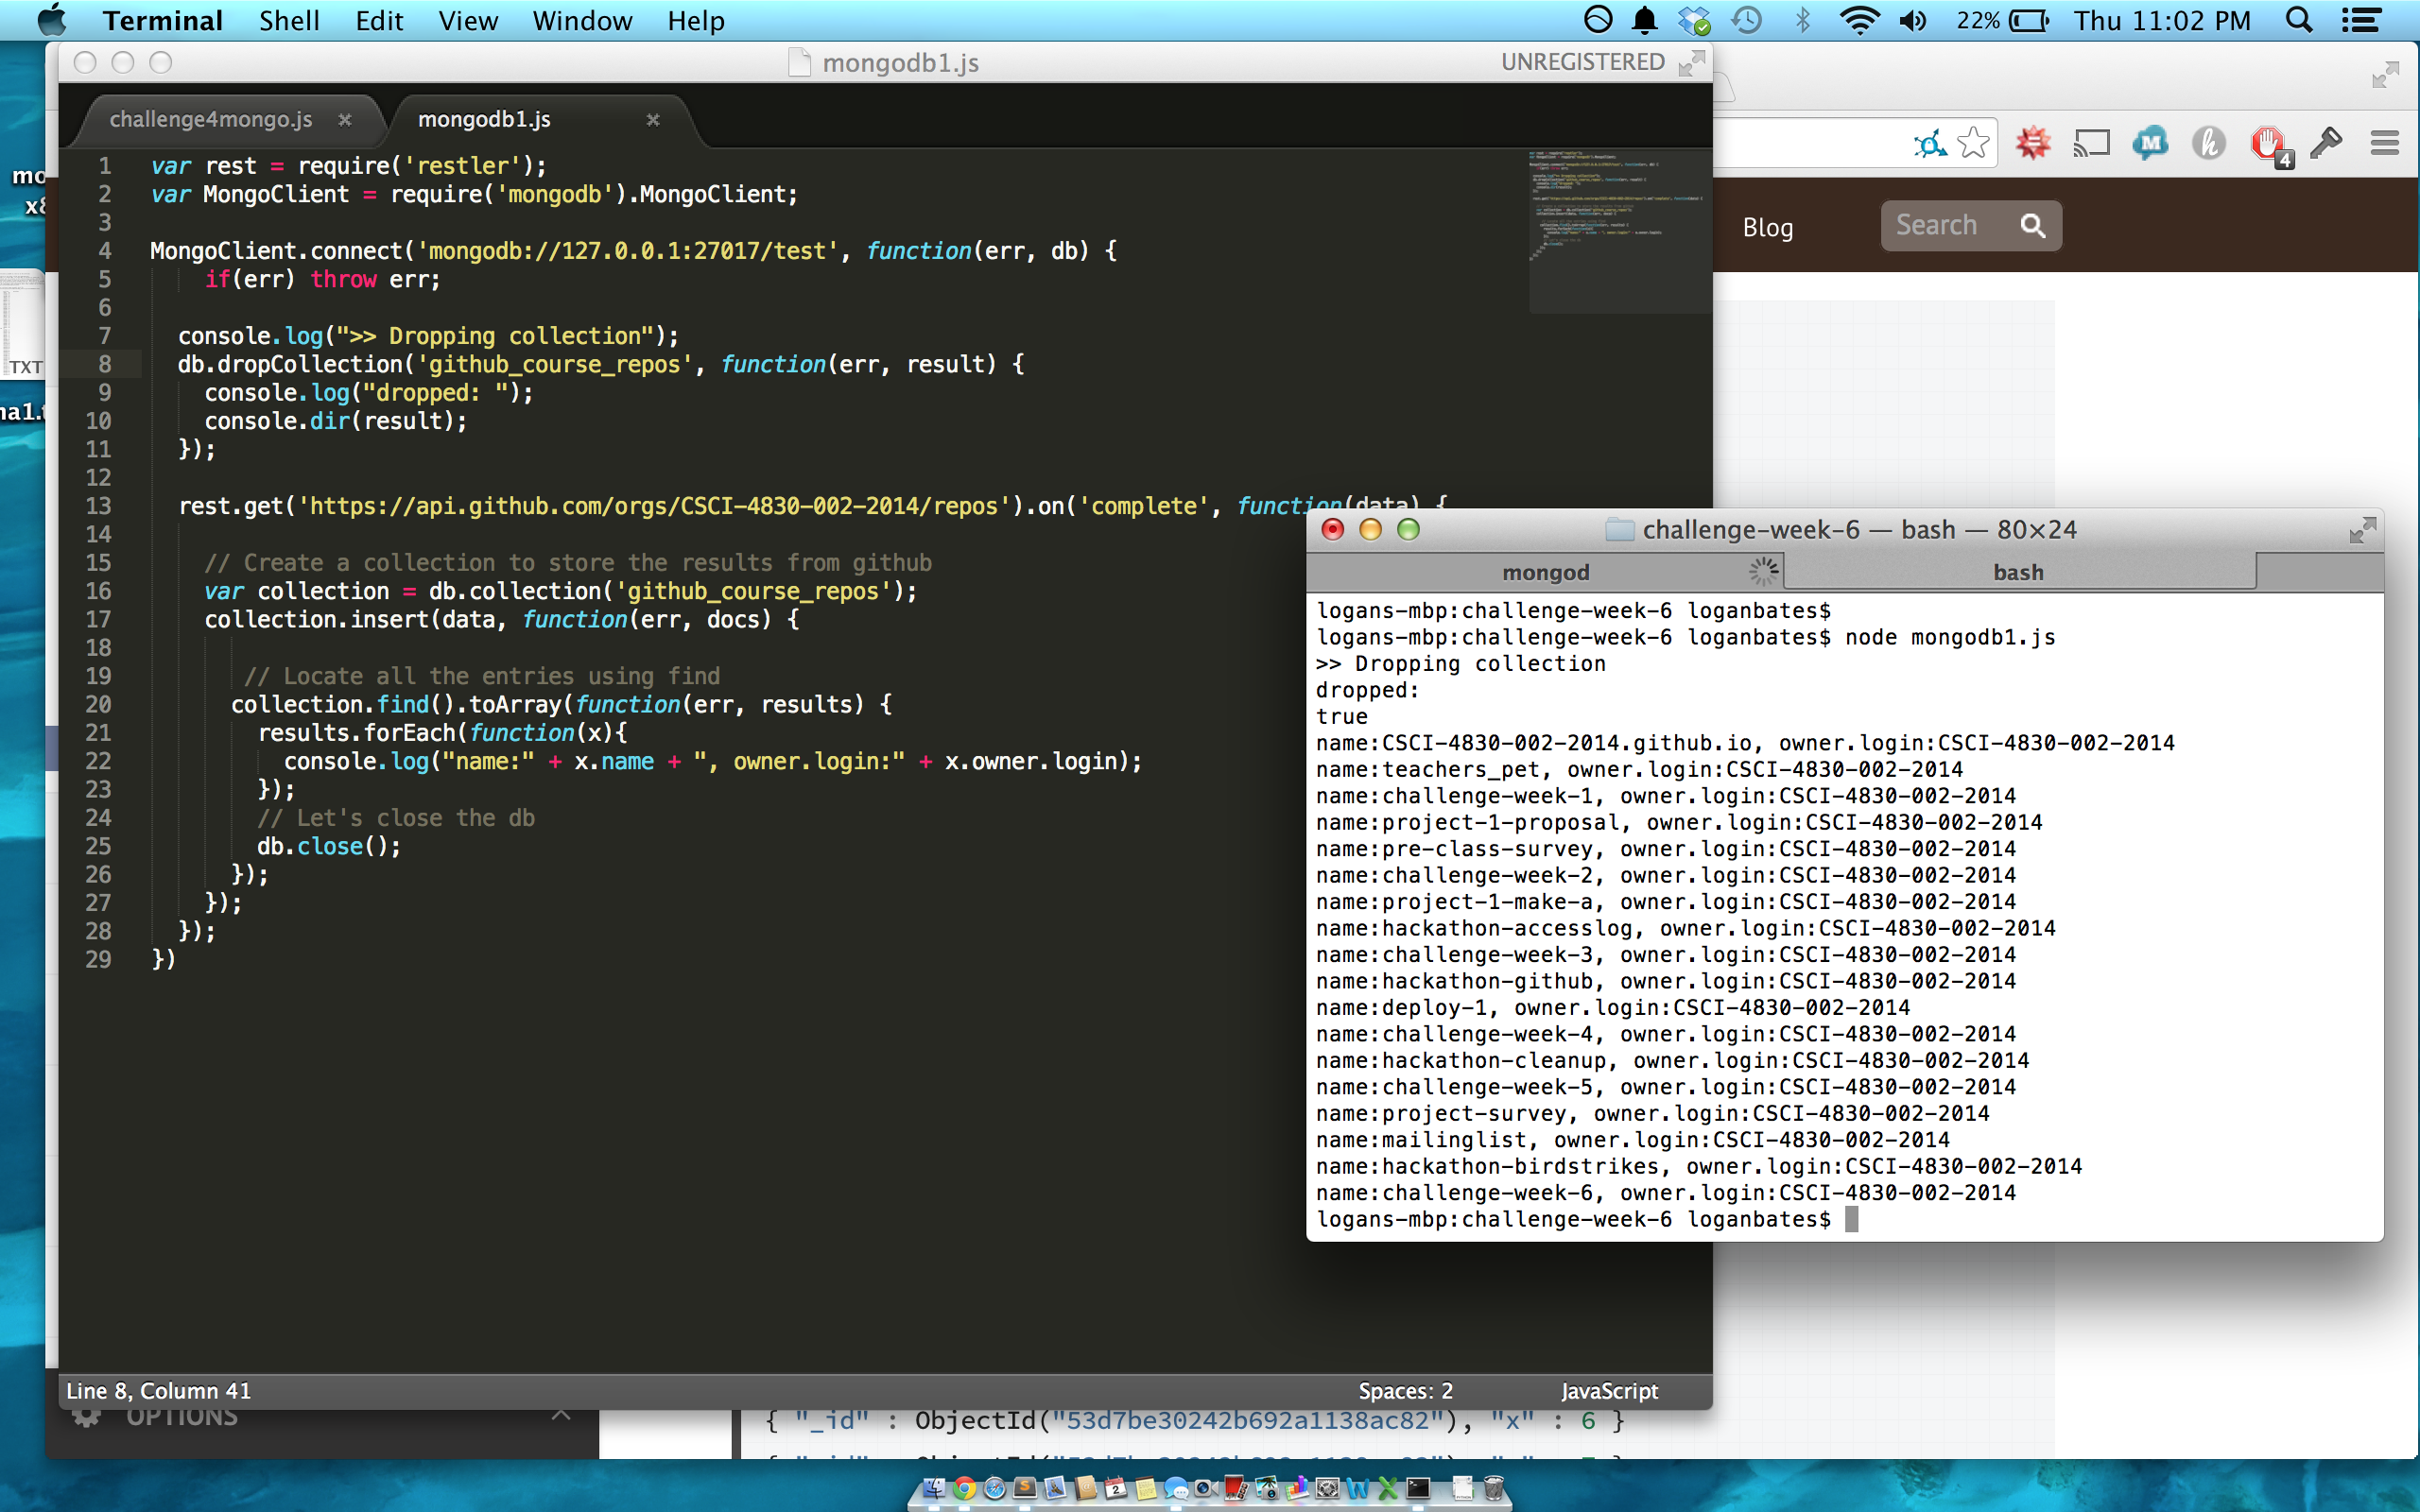 Terminal Shell Edit View Window Help 22% Thu 11:02 PM
mongodb1.js UNREGISTERED
challenge4mongo.js mongodb1.js
1 var rest = require('restler');
2 var MongoClient = require('mongodb').MongoClient;
3
4 MongoClient.connect('mongodb://127.0.0.1:27017/test', function(err, db) {
5 if(err) throw err;
6
7 console.log(">> Dropping collection");
8 db.dropCollection('github_course_repos', function(err, result) {
9 console.log("dropped: ");
10 console.dir(result);
11 });
12
13 rest.get('https://api.github.com/orgs/CSCI-4830-002-2014/repos').on('complete', function(data) {
14
15 // Create a collection to store the results from github
16 var collection = db.collection('github_course_repos');
17 collection.insert(data, function(err, docs) {
18
19 // Locate all the entries using find
20 collection.find().toArray(function(err, results) {
21 results.forEach(function(x){
22 console.log("name:" + x.name + ", owner.login:" + x.owner.login);
23 });
24 // Let's close the db
25 db.close();
26 });
27 });
28 });
29 })
Line 8, Column 41 Spaces: 2 JavaScript
TXT
4
Blog Search
challenge-week-6 — bash — 80×24
mongod bash
logans-mbp:challenge-week-6 loganbates$
logans-mbp:challenge-week-6 loganbates$ node mongodb1.js
>> Dropping collection
dropped:
true
name:CSCI-4830-002-2014.github.io, owner.login:CSCI-4830-002-2014
name:teachers_pet, owner.login:CSCI-4830-002-2014
name:challenge-week-1, owner.login:CSCI-4830-002-2014
name:project-1-proposal, owner.login:CSCI-4830-002-2014
name:pre-class-survey, owner.login:CSCI-4830-002-2014
name:challenge-week-2, owner.login:CSCI-4830-002-2014
name:project-1-make-a, owner.login:CSCI-4830-002-2014
name:hackathon-accesslog, owner.login:CSCI-4830-002-2014
name:challenge-week-3, owner.login:CSCI-4830-002-2014
name:hackathon-github, owner.login:CSCI-4830-002-2014
name:deploy-1, owner.login:CSCI-4830-002-2014
name:challenge-week-4, owner.login:CSCI-4830-002-2014
name:hackathon-cleanup, owner.login:CSCI-4830-002-2014
name:challenge-week-5, owner.login:CSCI-4830-002-2014
name:project-survey, owner.login:CSCI-4830-002-2014
name:mailinglist, owner.login:CSCI-4830-002-2014
name:hackathon-birdstrikes, owner.login:CSCI-4830-002-2014
name:challenge-week-6, owner.login:CSCI-4830-002-2014
logans-mbp:challenge-week-6 loganbates$
OPTIONS
{ "_id" : ObjectId("53d7be30242b692a1138ac82"), "x" : 6 }